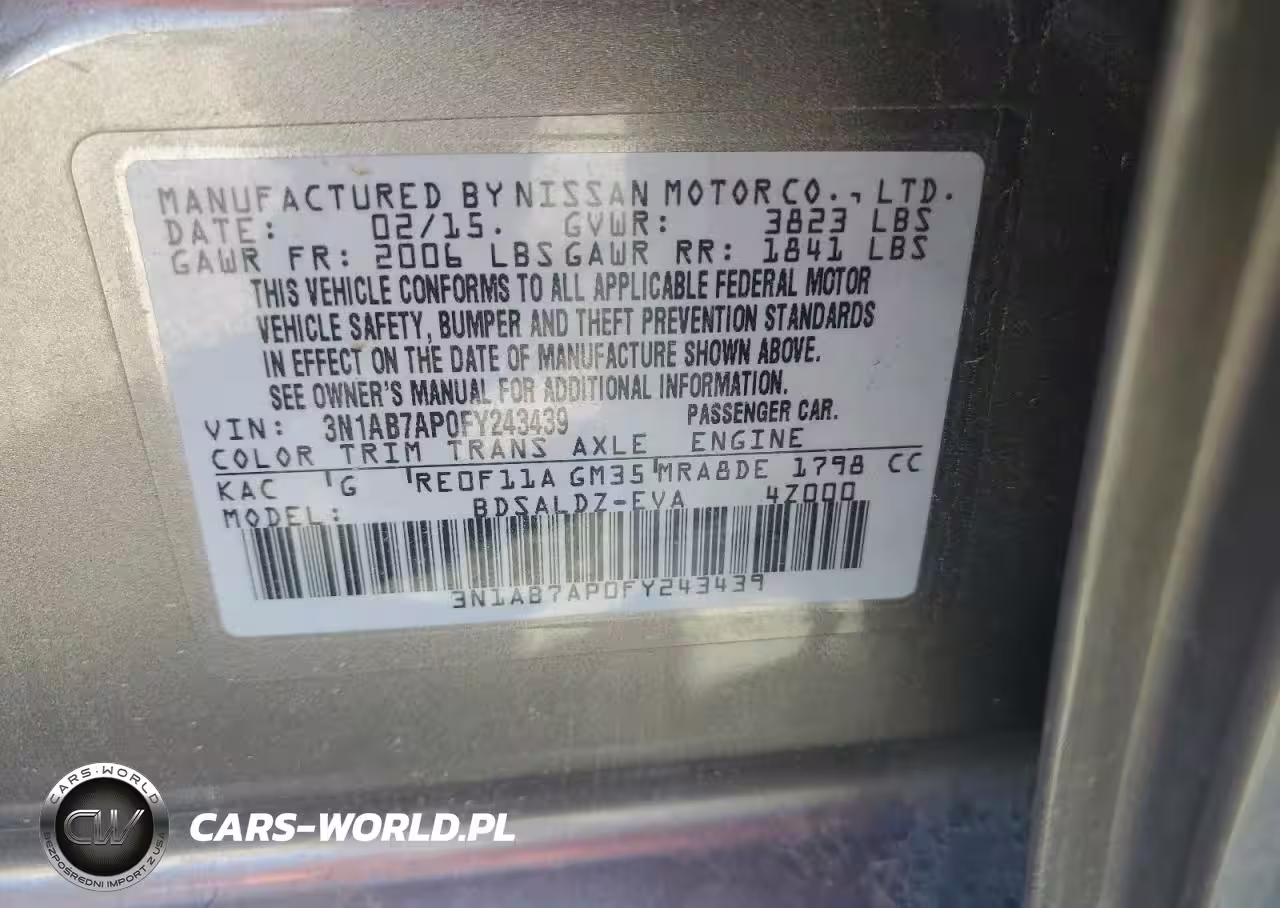 MANUFACTURED BY NISSAN MOTOR CO., LTD.
DATE: 02/15. GVWR: 3823 LBS
GAWR FR: 2006 LBS GAWR RR: 1841 LBS
THIS VEHICLE CONFORMS TO ALL APPLICABLE FEDERAL MOTOR
VEHICLE SAFETY, BUMPER AND THEFT PREVENTION STANDARDS
IN EFFECT ON THE DATE OF MANUFACTURE SHOWN ABOVE.
SEE OWNER'S MANUAL FOR ADDITIONAL INFORMATION.
VIN: 3N1AB7AP0FY243439 PASSENGER CAR.
COLOR TRIM TRANS AXLE ENGINE
KAC G RE0F11A GM35 MRA8DE 1798 CC
MODEL: BDSALDZ-EVA 4Z000
3N1AB7AP0FY243439
CARS-WORLD
CW
BEZPOŚREDNI IMPORT Z USA
CARS-WORLD.PL